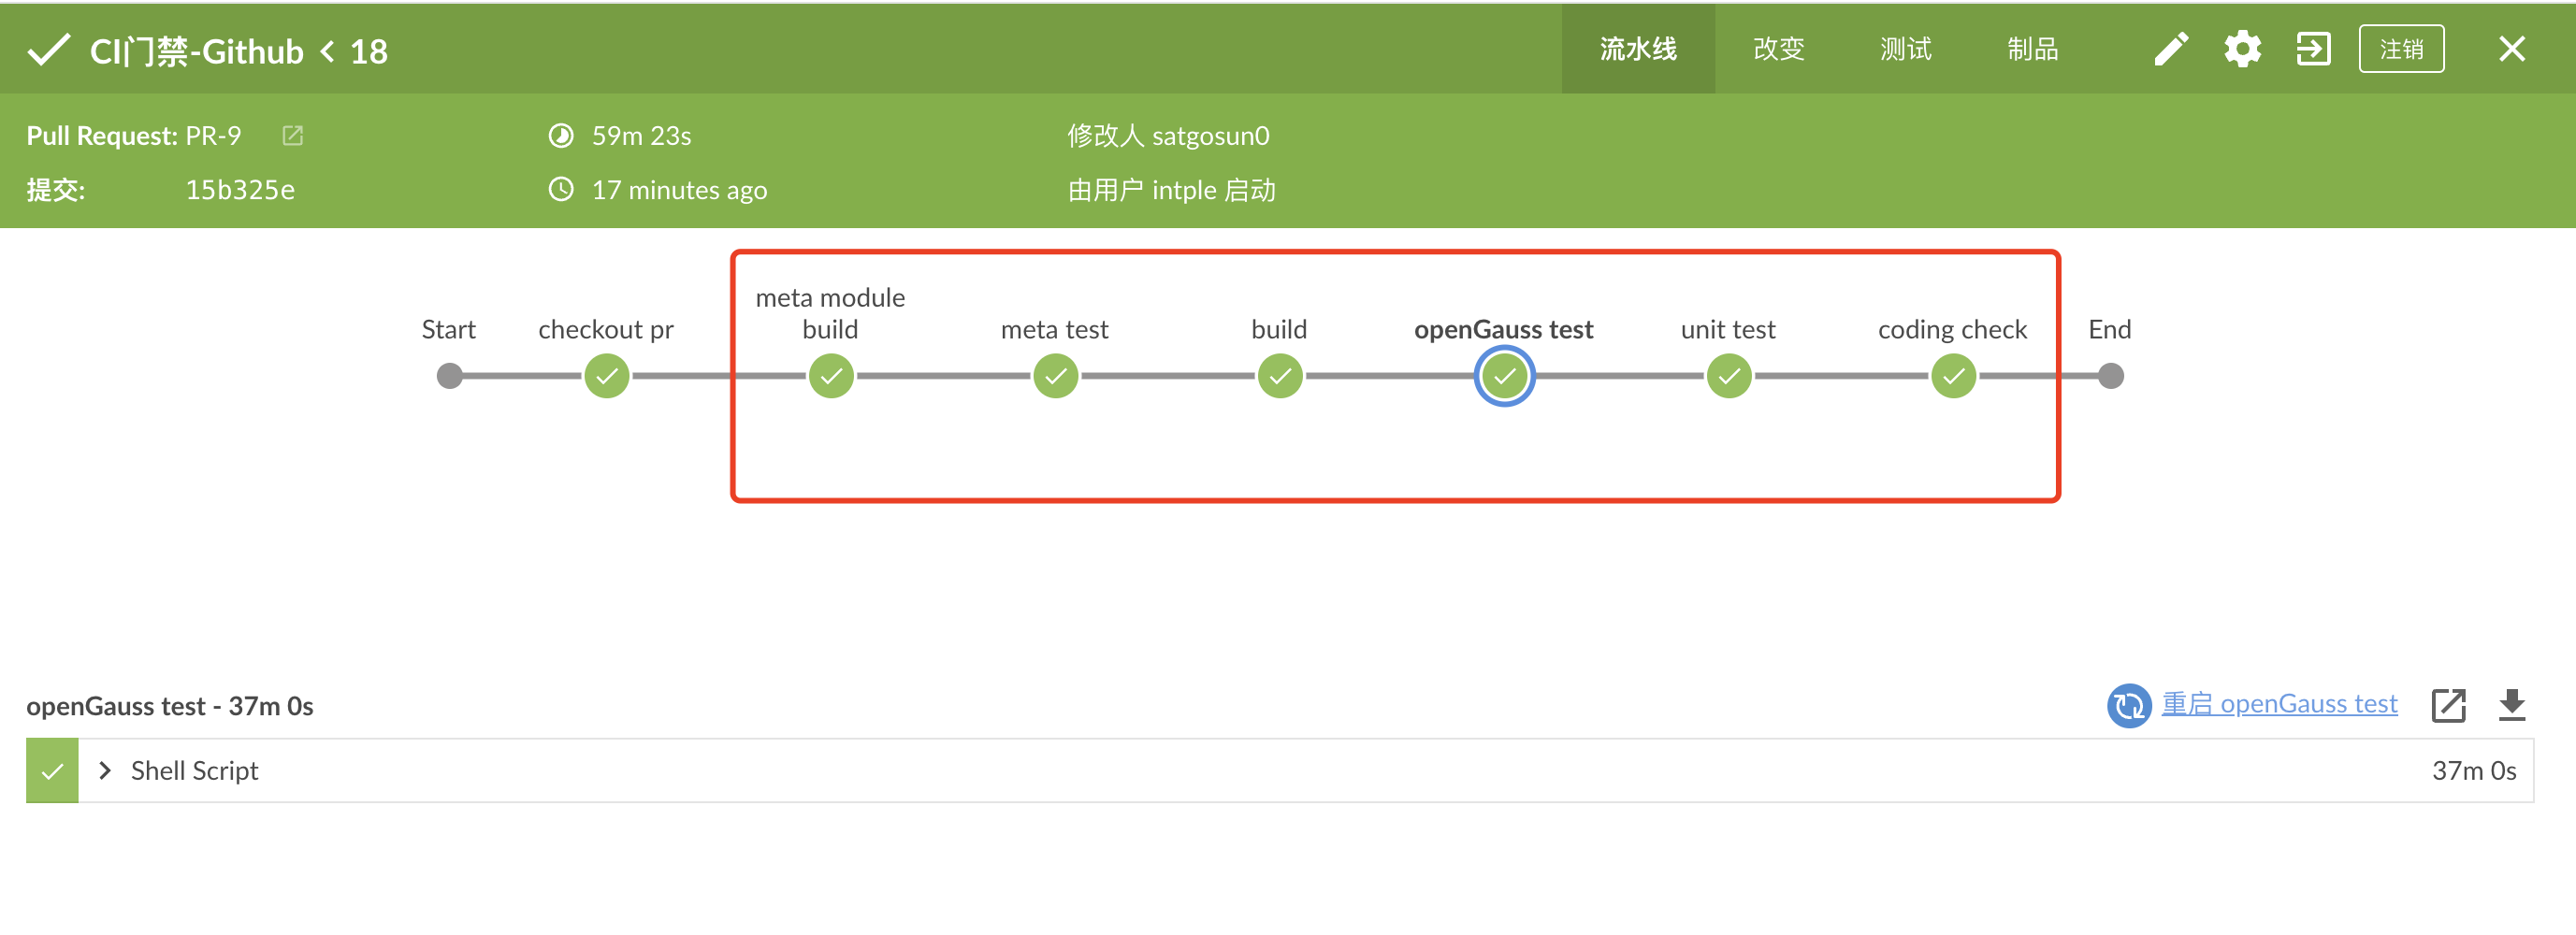 CI门禁-Github < 18
流水线 改变 测试 制品 注销
Pull Request: PR-9 59m 23s 修改人 satgosun0
提交: 15b325e 17 minutes ago 由用户 intple 启动
meta module
Start checkout pr build meta test build openGauss test unit test coding check End
openGauss test - 37m 0s 重启 openGauss test
Shell Script 37m 0s